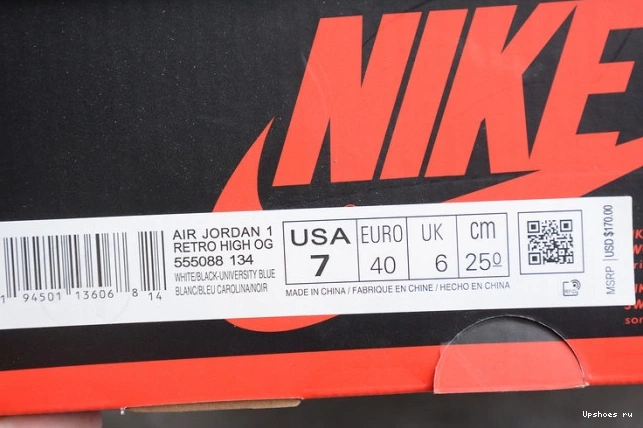 NIKE
AIR JORDAN 1
RETRO HIGH OG
555088 134
WHITE/BLACK-UNIVERSITY BLUE
BLANC/BLEU CAROLINA/NOIR
1 94501 13606 8 14
USA EURO UK cm
7 40 6 25⁰
MADE IN CHINA / FABRIQUE EN CHINE / HECHO EN CHINA
MSRP USD $170.00
Upshoes ru